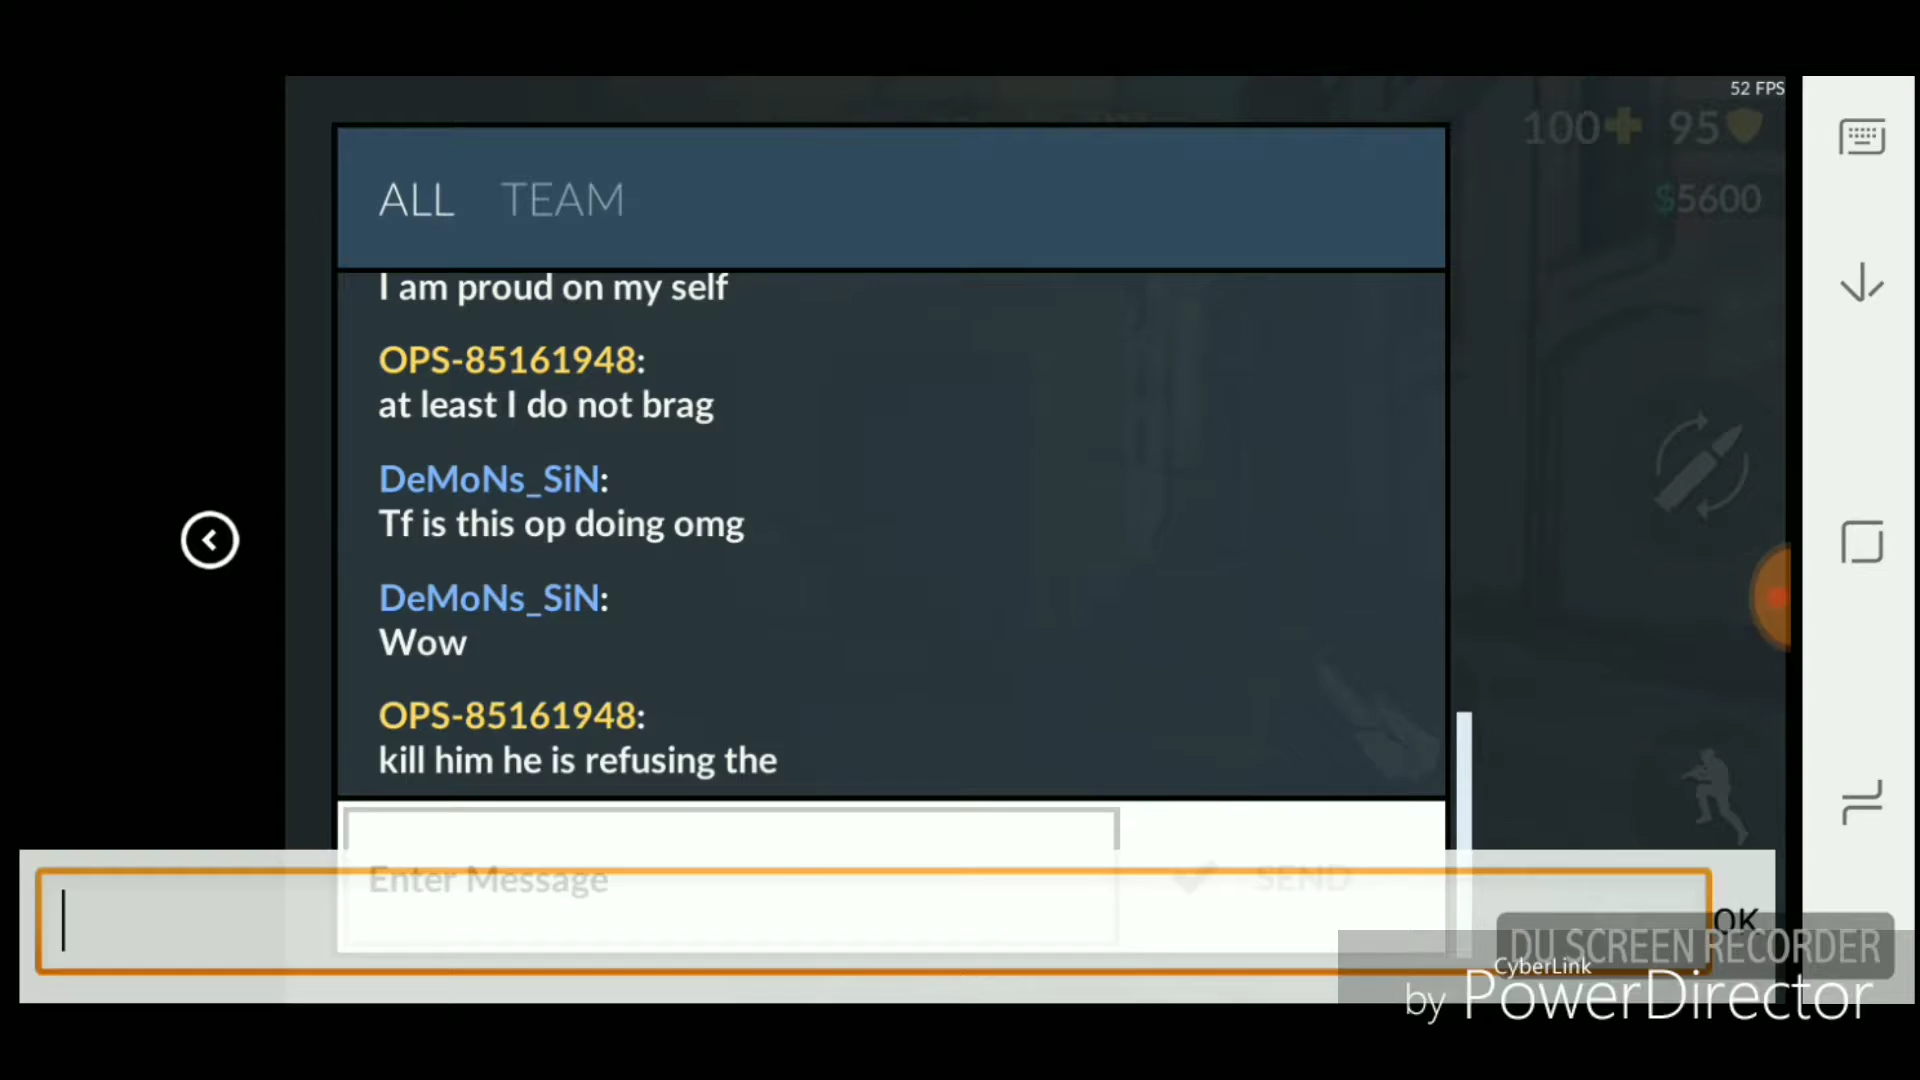 52 FPS
100 95
$5600
ALL TEAM
I am proud on my self
OPS-85161948:
at least I do not brag
DeMoNs_SiN:
Tf is this op doing omg
DeMoNs_SiN:
Wow
OPS-85161948:
kill him he is refusing the
Enter Message SEND
OK
DU SCREEN RECORDER
CyberLink
by PowerDirector